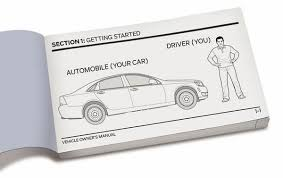 SECTION 1: GETTING STARTED
DRIVER (YOU)
AUTOMOBILE (YOUR CAR)
1-1
VEHICLE OWNER'S MANUAL